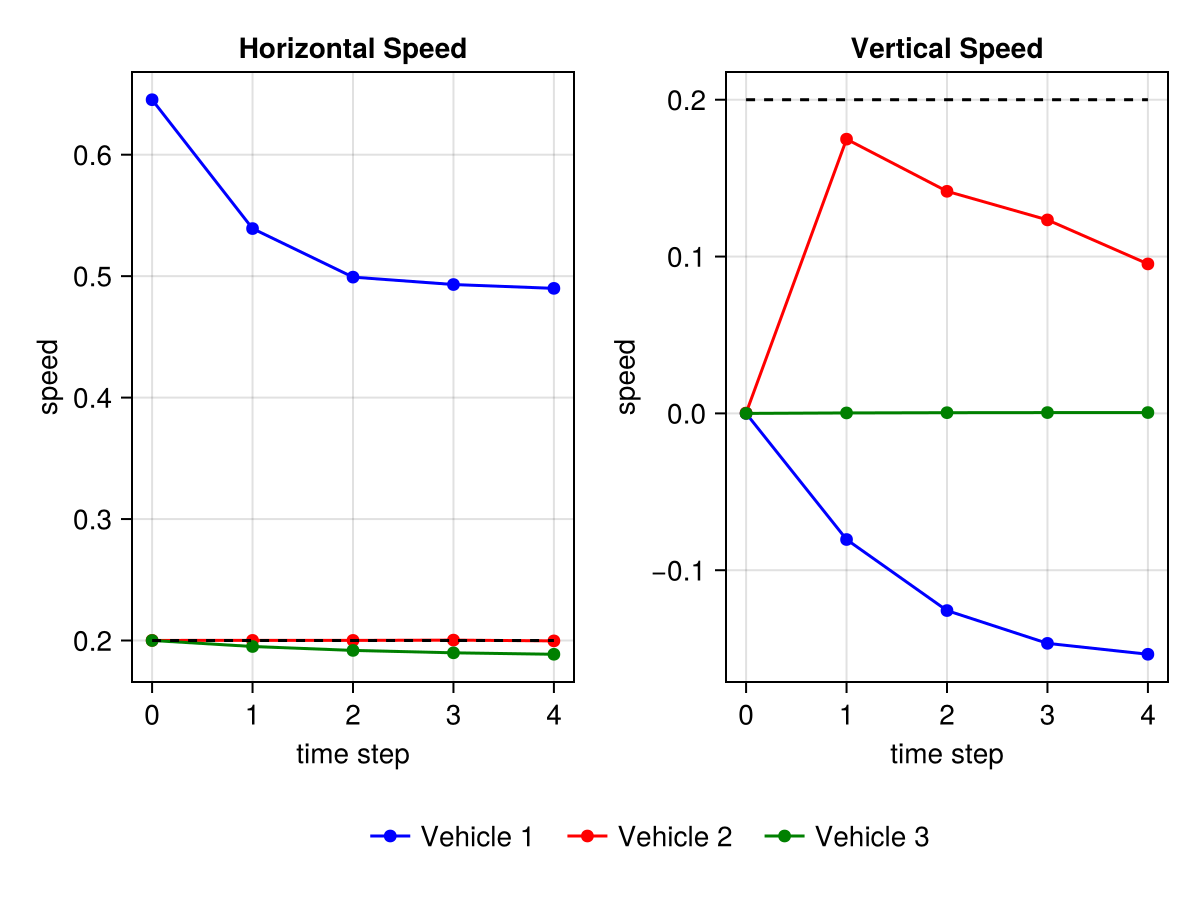 Horizontal Speed
Vertical Speed
0.6
0.5
0.4
0.3
0.2
speed
0
1
2
3
4
time step
0.2
0.1
0.0
−0.1
speed
0
1
2
3
4
time step
Vehicle 1
Vehicle 2
Vehicle 3